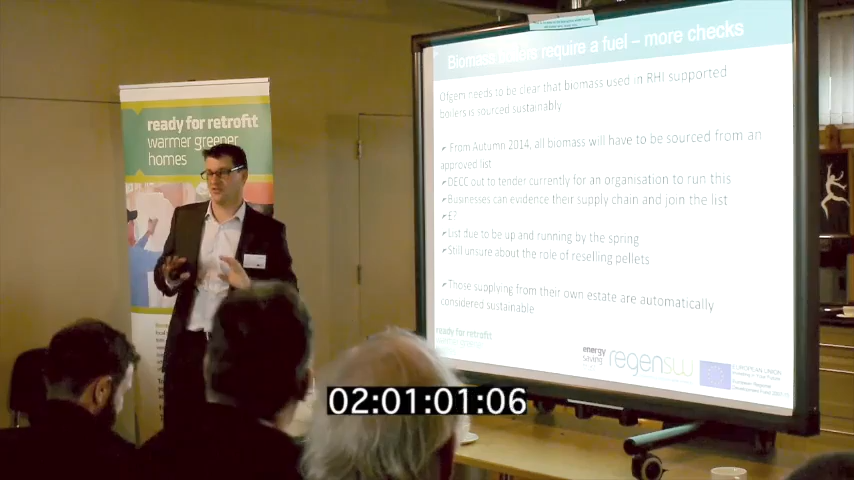 Biomass boilers require a fuel – more checks
Ofgem needs to be clear that biomass used in RHI supported
boilers is sourced sustainably
From Autumn 2014, all biomass will have to be sourced from an
approved list
DECC out to tender currently for an organisation to run this
Businesses can evidence their supply chain and join the list
£?
List due to be up and running by the spring
Still unsure about the role of reselling pellets
Those supplying from their own estate are automatically
considered sustainable
ready for retrofit
energy
saving
regensw
EUROPEAN UNION
ready for retrofit
warmer greener
homes
02:01:01:06